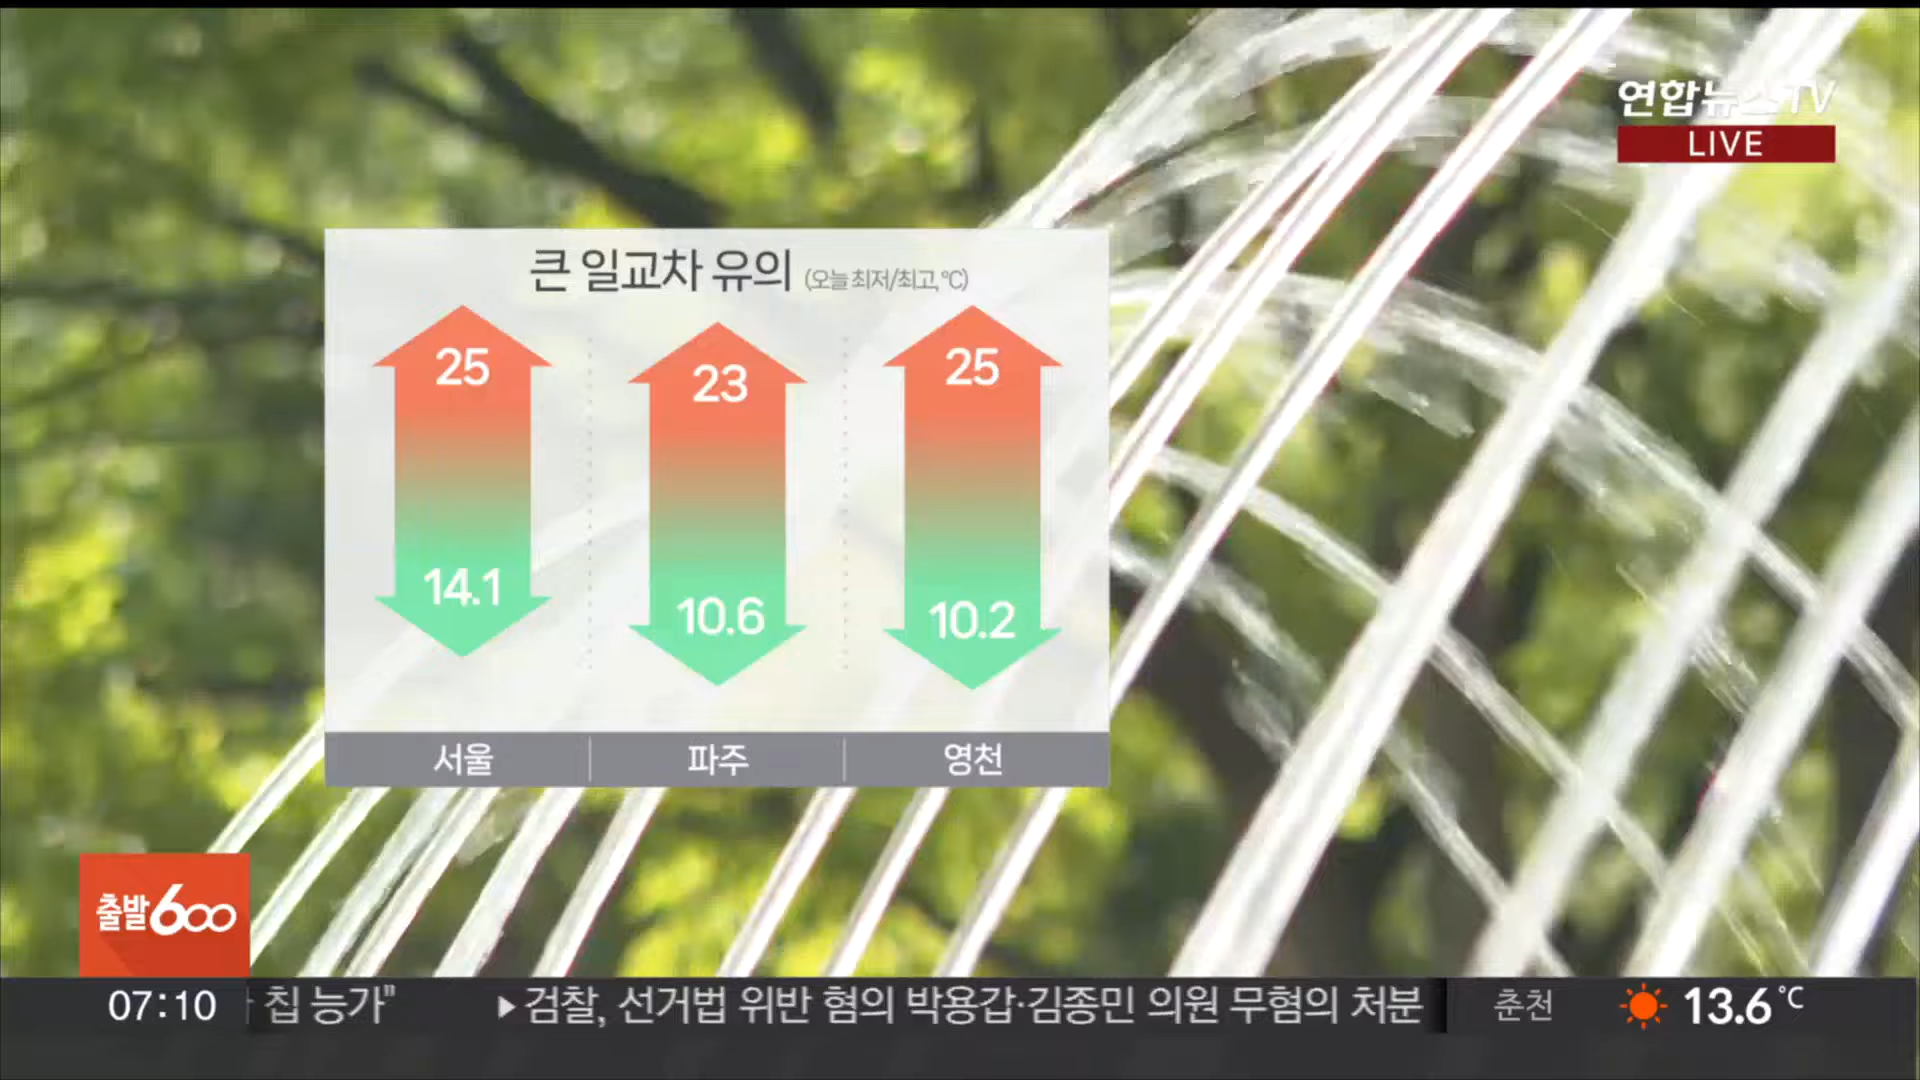 연합뉴스TV
LIVE
큰 일교차 유의 (오늘 최저/최고, ℃)
25 23 25
14.1 10.6 10.2
서울 파주 영천
출발600
07:10 칩 능가” ▶검찰, 선거법 위반 혐의 박용갑·김종민 의원 무혐의 처분 춘천 13.6℃